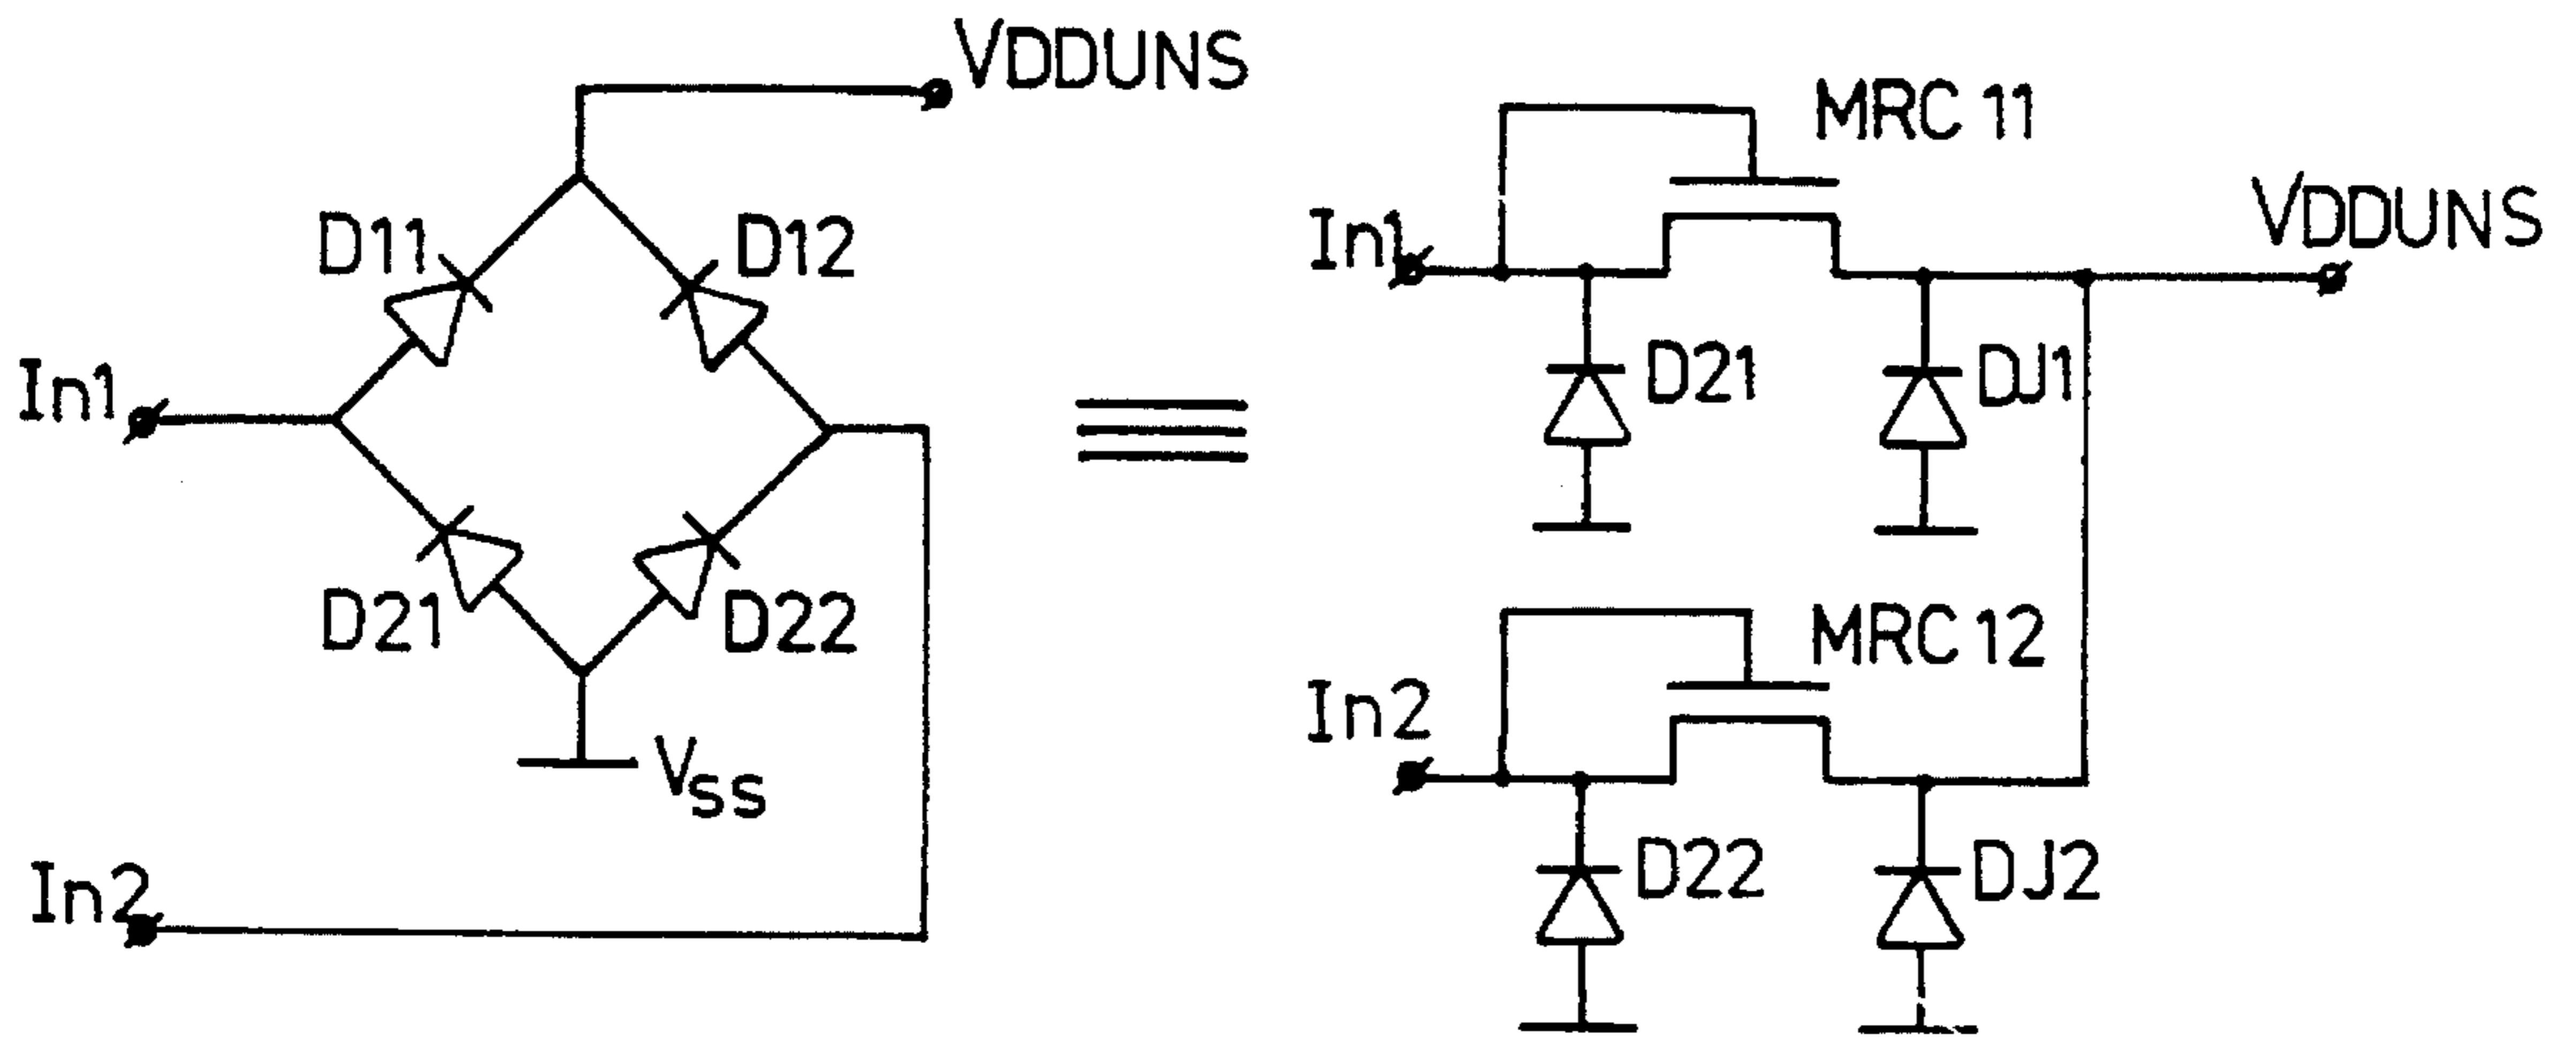 VDDUNS
D11
D12
In1
D21
D22
VSS
In2
MRC 11
In1
VDDUNS
D21
DJ1
MRC 12
In2
D22
DJ2